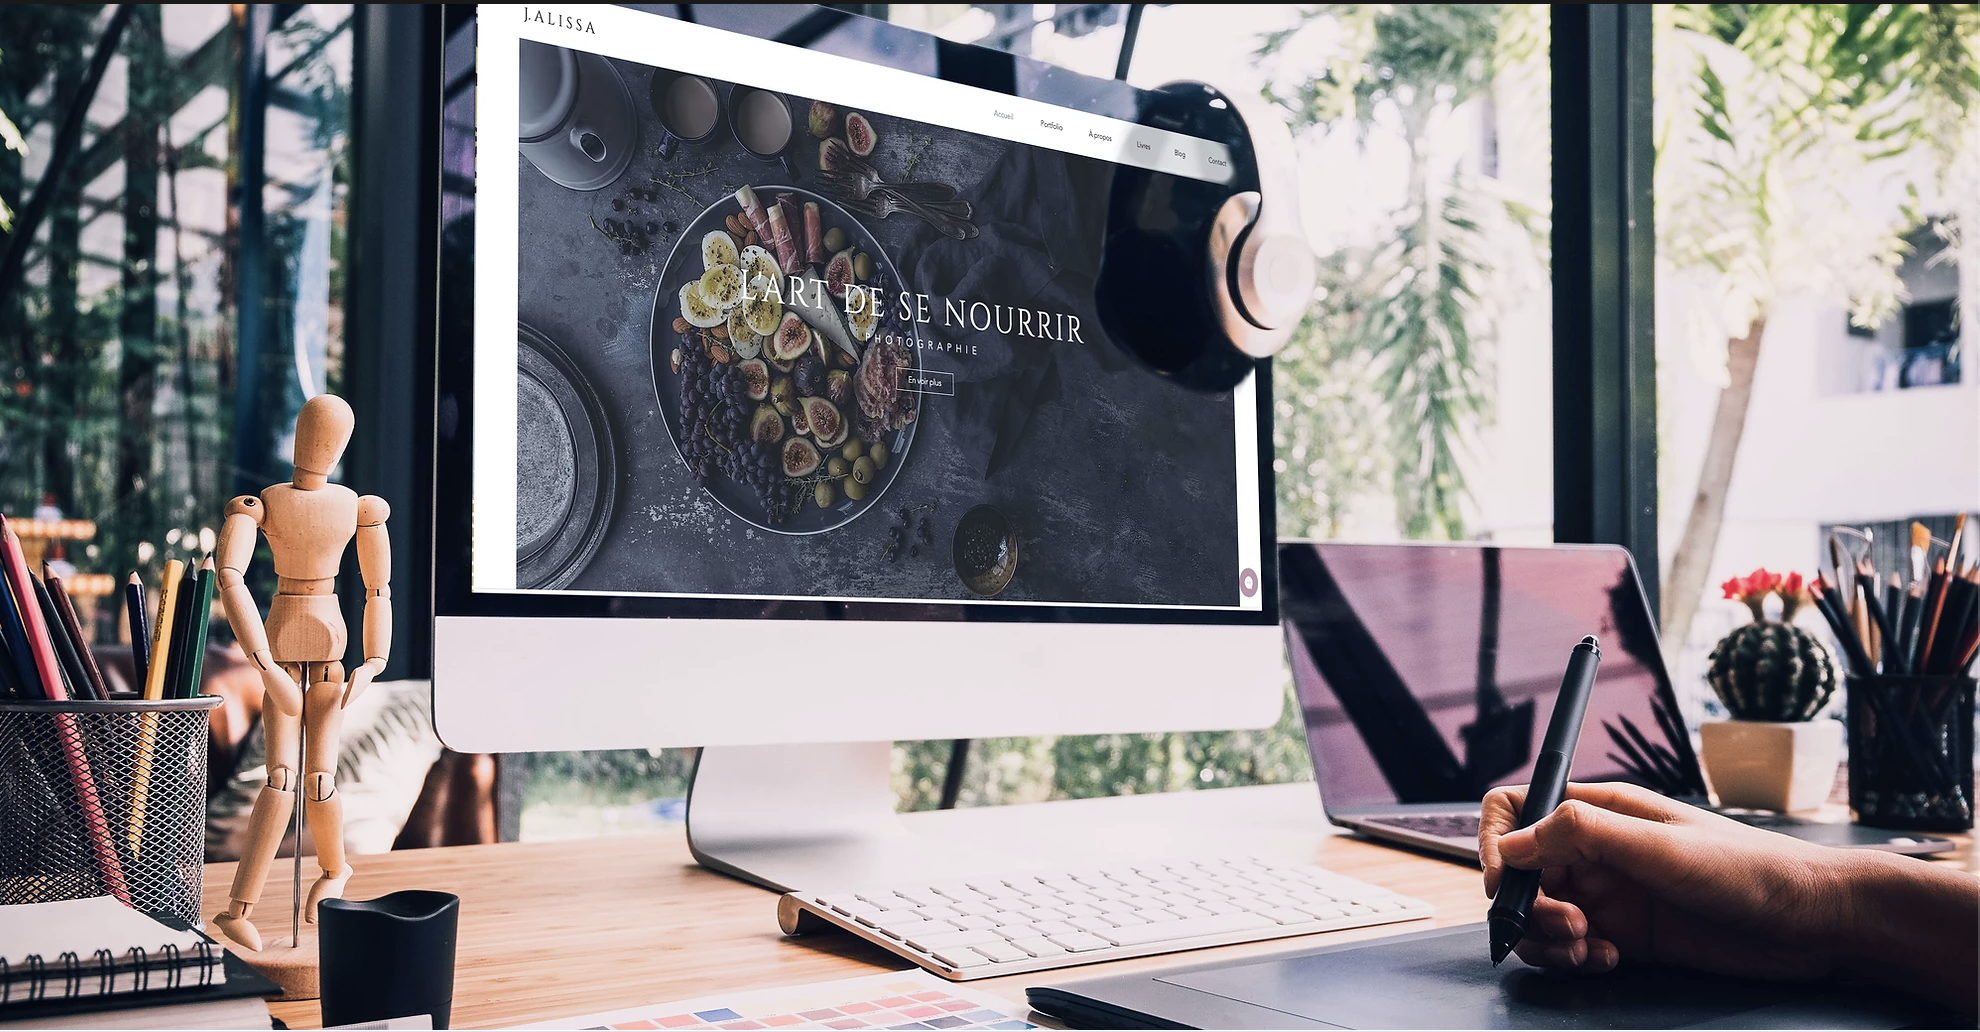 J.ALISSA
Accueil
Portfolio
À propos
Livres
Blog
Contact
L'ART DE SE NOURRIR
PHOTOGRAPHIE
En voir plus